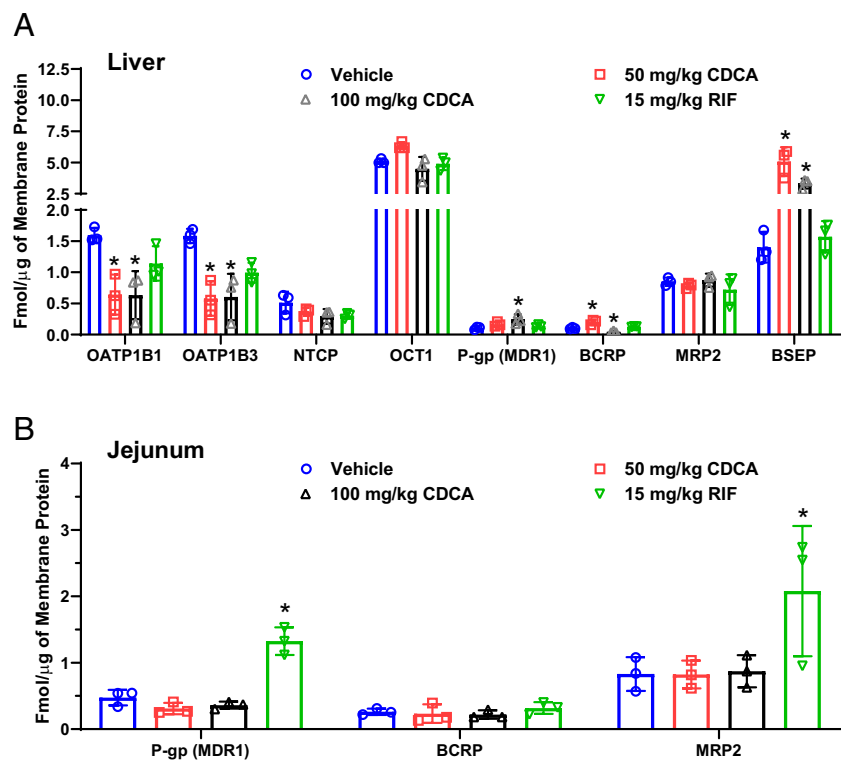 A
Liver
Vehicle
50 mg/kg CDCA
100 mg/kg CDCA
15 mg/kg RIF
Fmol/μg of Membrane Protein
12.5
10.0
7.5
5.0
2.5
2.0
1.5
1.0
0.5
0.0
* * * * * * * * *
OATP1B1 OATP1B3 NTCP OCT1 P-gp (MDR1) BCRP MRP2 BSEP
B
Jejunum
Vehicle
50 mg/kg CDCA
100 mg/kg CDCA
15 mg/kg RIF
Fmol/μg of Membrane Protein
4
3
2
1
0
* *
P-gp (MDR1) BCRP MRP2